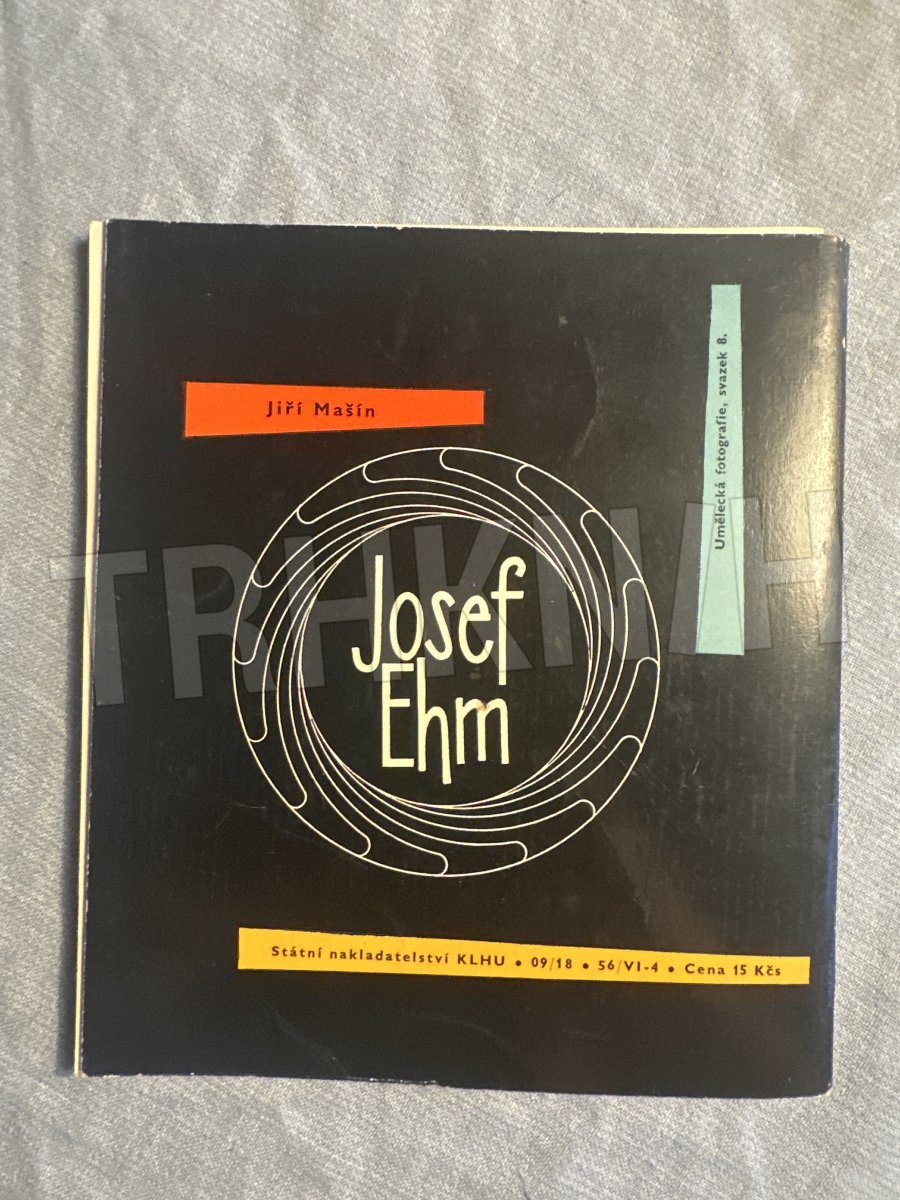 Jiří Mašín
Umělecká fotografie, svazek 8.
Josef
Ehm
Státní nakladatelství KLHU • 09/18 • 56/VI-4 • Cena 15 Kčs
TRHKNIH